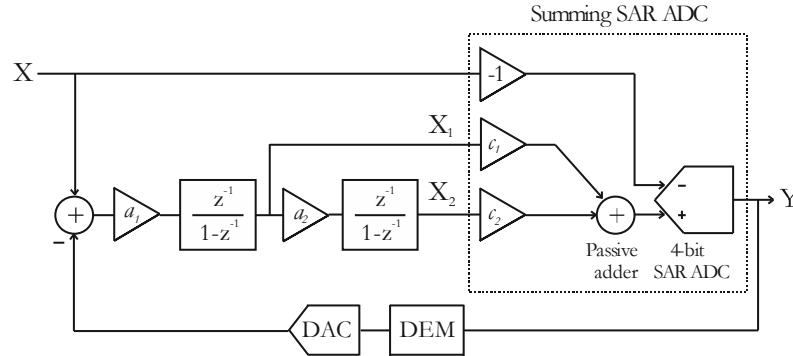 Summing SAR ADC
X
-1
X1
c1
+
−
a1
z-1
1-z-1
a2
z-1
1-z-1
X2
c2
+
Passive
adder
−
+
4-bit
SAR ADC
Y
DAC
DEM